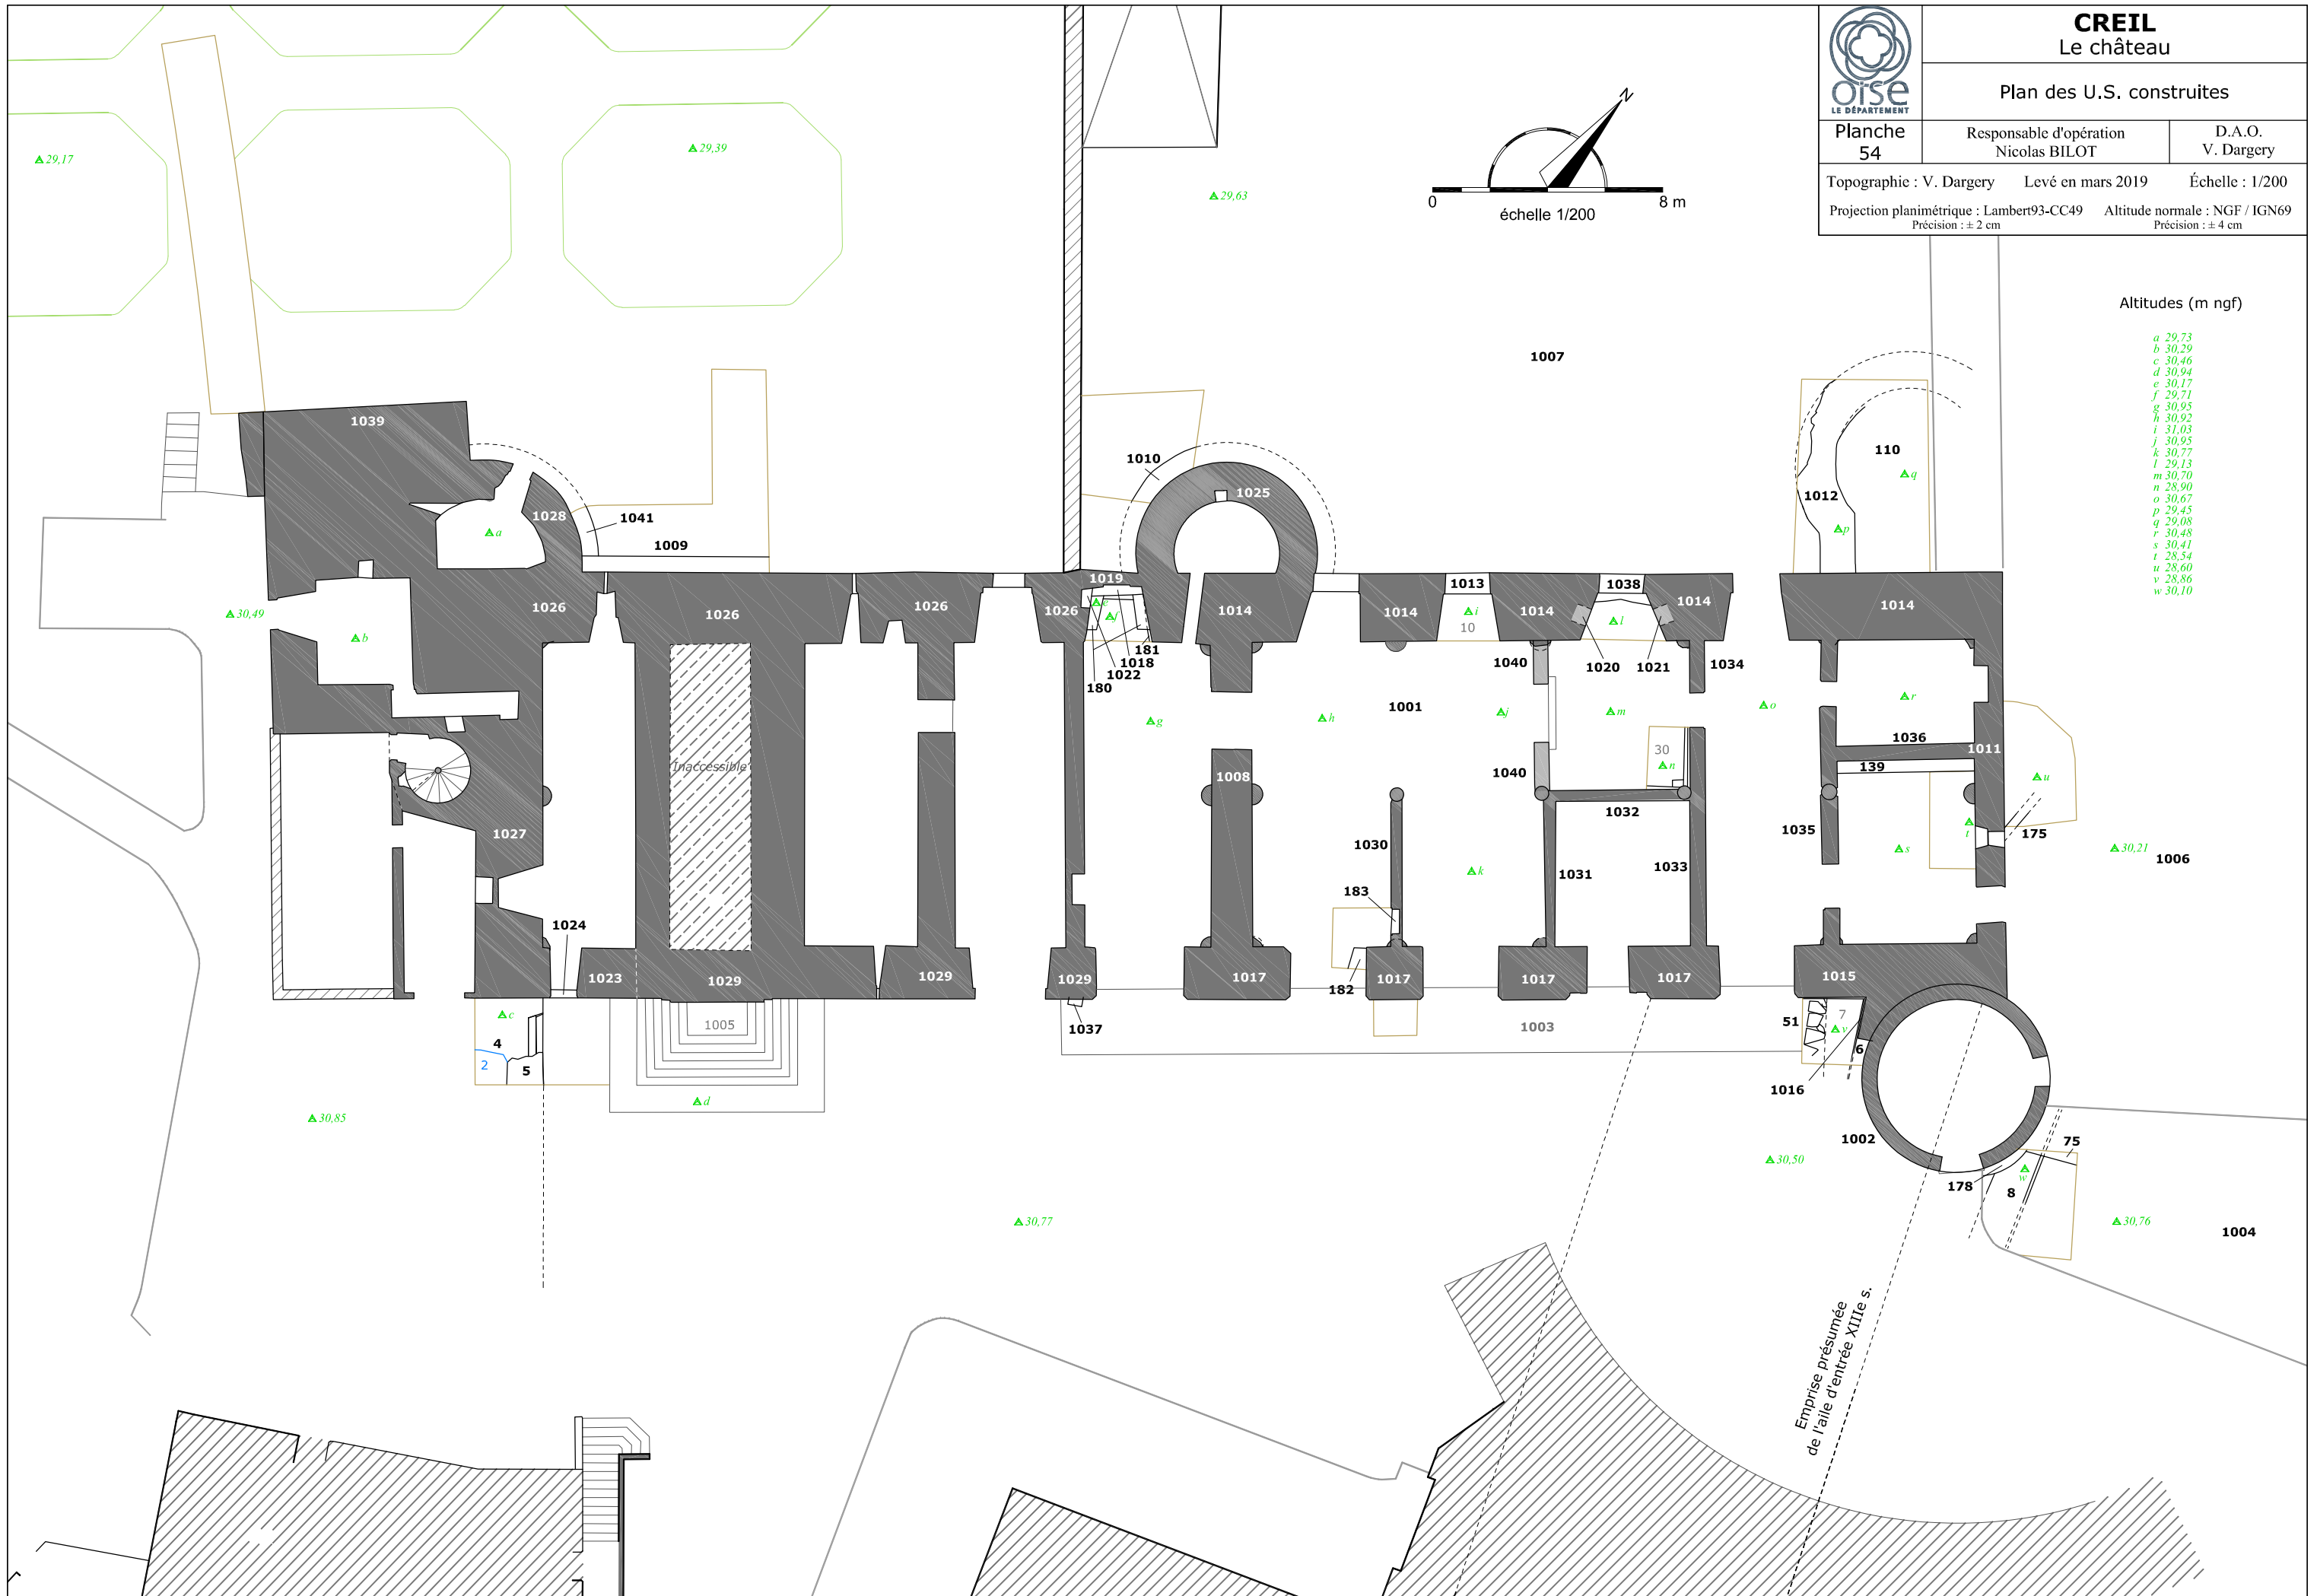 CREIL
Le château
oise
LE DÉPARTEMENT
Plan des U.S. construites
Planche
54
Responsable d'opération
Nicolas BILOT
D.A.O.
V. Dargery
Topographie : V. Dargery Levé en mars 2019 Échelle : 1/200
Projection planimétrique : Lambert93-CC49 Altitude normale : NGF / IGN69
Précision : ± 2 cm Précision : ± 4 cm
N
0 8 m
échelle 1/200
Altitudes (m ngf)
a 29,73
b 30,29
c 30,46
d 30,94
e 30,17
f 29,71
g 30,95
h 30,92
i 31,03
j 30,95
k 30,77
l 29,13
m 30,70
n 28,90
o 30,67
p 29,45
q 29,08
r 30,48
s 30,41
t 28,54
u 28,60
v 28,86
w 30,10
29,17
29,39
29,63
1007
1039
110
q
1010
1025
1012
1028
1041
a
1009
p
1019
1013
1038
30,49
1026
1026
1026
1026
e
f
1014
1014
i
10
1014
l
1014
1014
b
181
1018
1022
180
1040
1020
1021
1034
r
g
h
1001
j
m
o
1036
1011
30
n
139
u
Inaccessible
1008
1040
1032
1027
1030
1035
t
175
s
30,21
1006
k
1031
1033
183
1024
1023
1029
1029
1029
1017
182
1017
1017
1017
1015
c
1005
1037
1003
51
7
v
4
2
5
6
1016
d
30,85
1002
75
30,50
w
178
8
30,77
30,76
1004
Emprise présumée
de l'aile d'entrée XIIIe s.